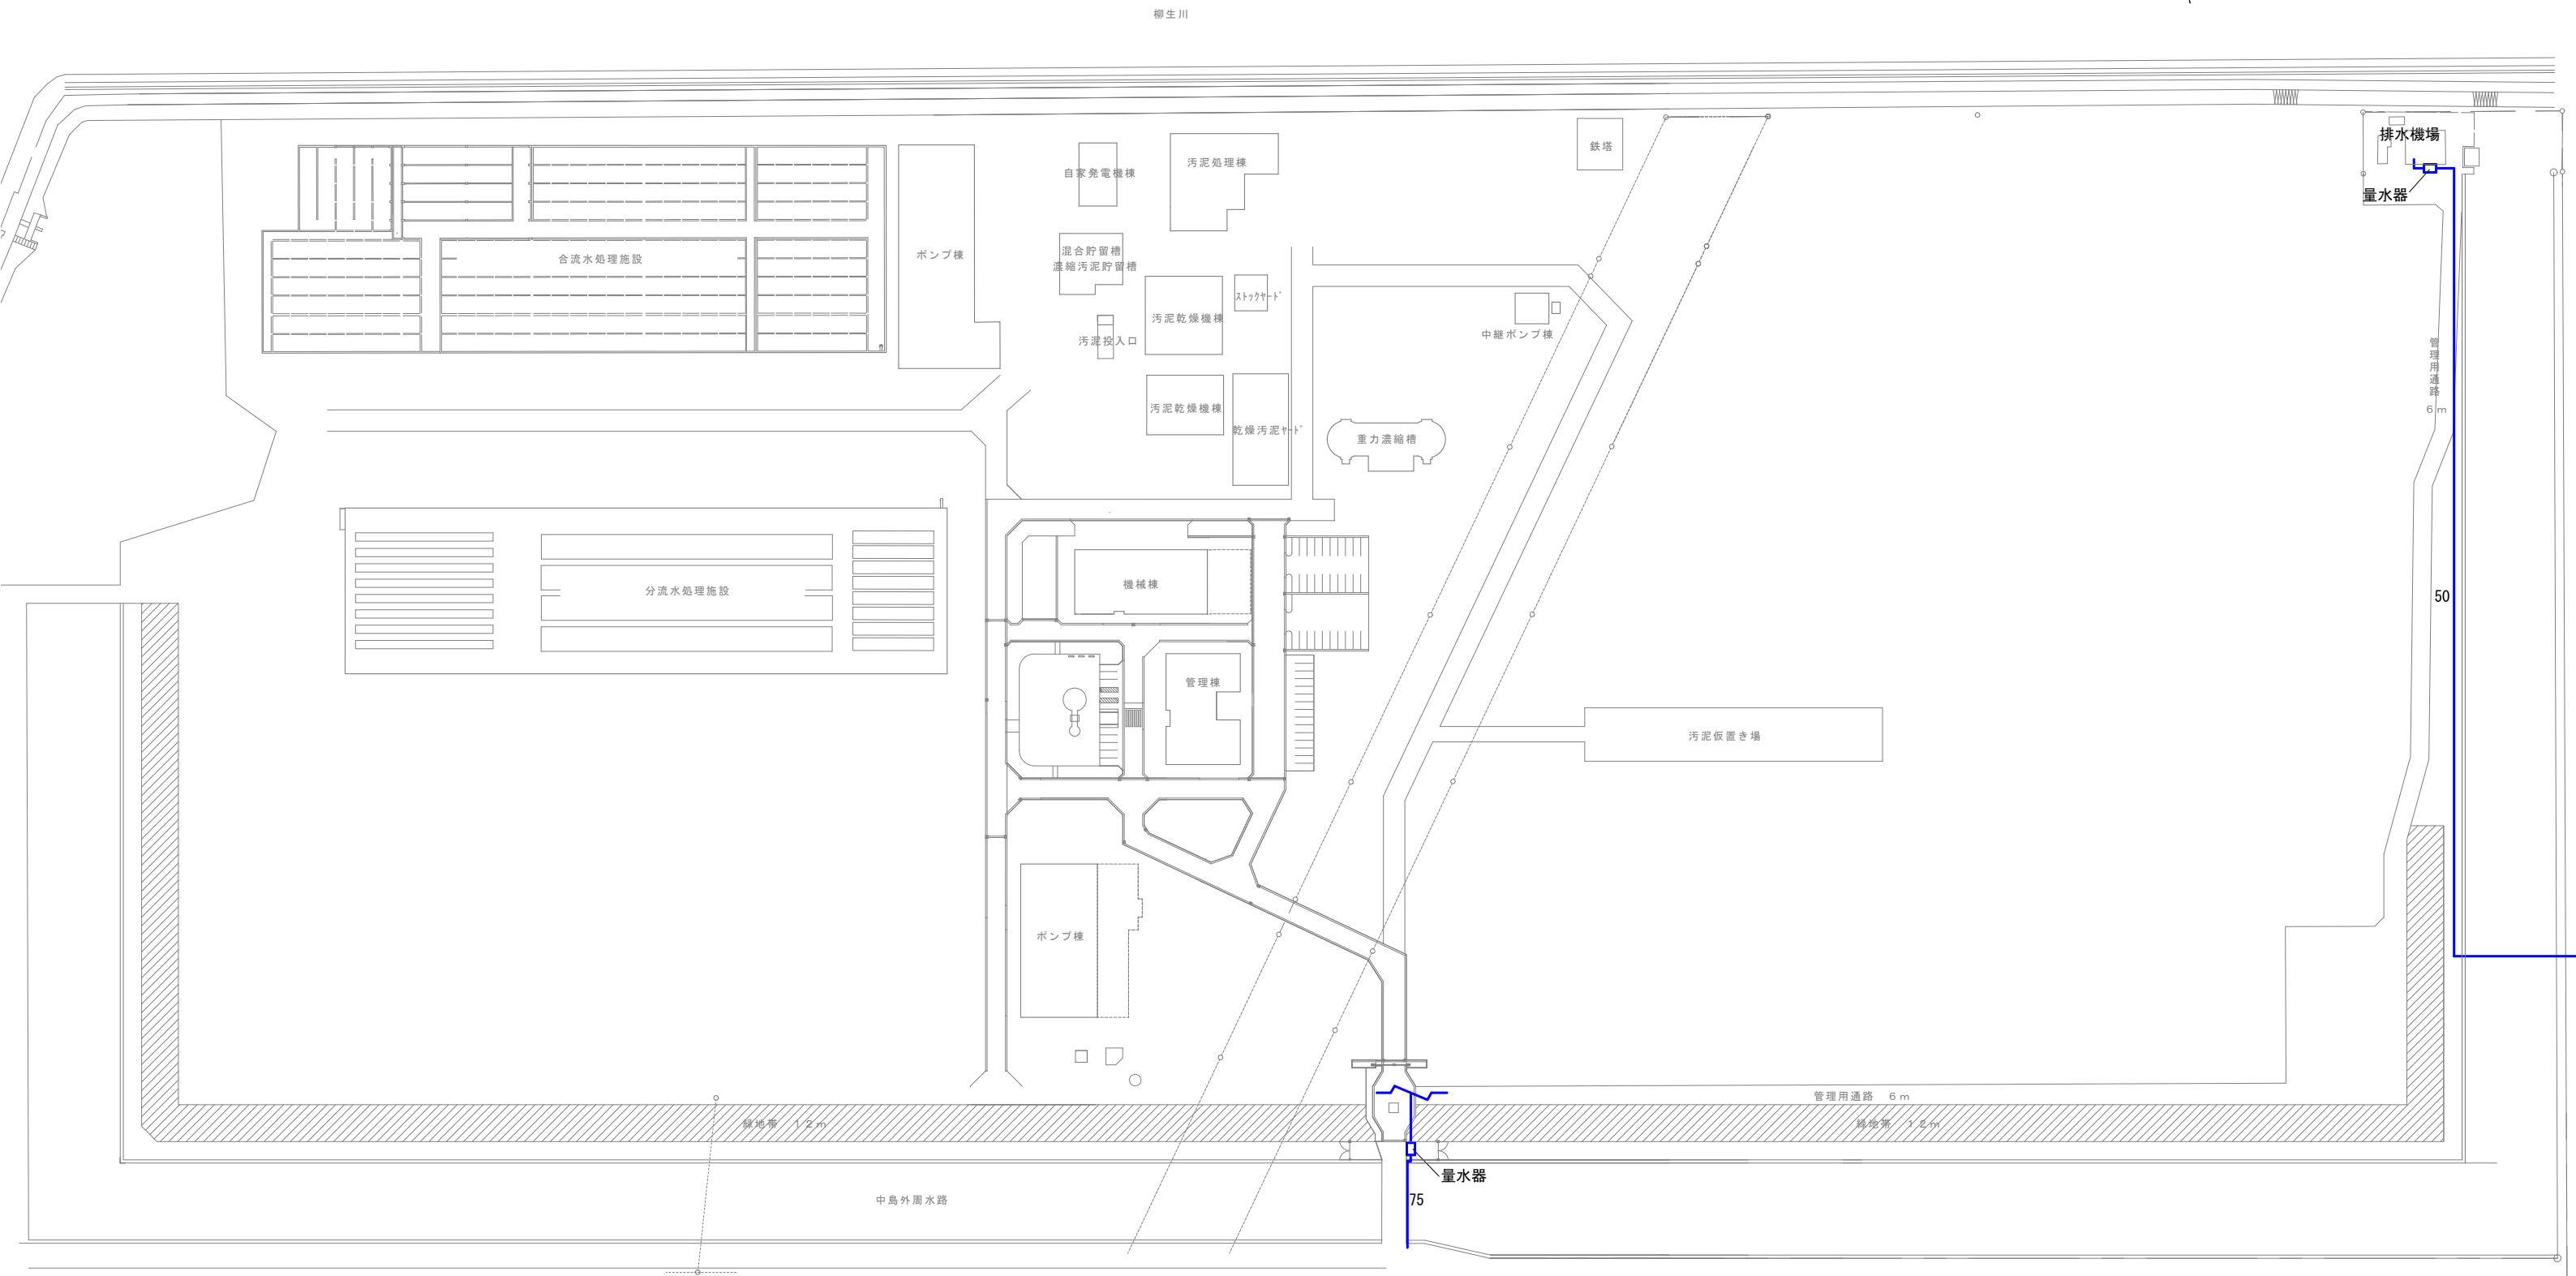 柳生川
排水機場
鉄塔
自家発電機棟
汚泥処理棟
量水器
ポンプ棟
混合貯留槽
濃縮汚泥貯留槽
合流水処理施設
ｽﾄｯｸﾔｰﾄﾞ
汚泥乾燥機棟
中継ポンプ棟
汚泥投入口
管理用通路
６ｍ
汚泥乾燥機棟
乾燥汚泥ﾔｰﾄﾞ
重力濃縮槽
機械棟
分流水処理施設
50
管理棟
汚泥仮置き場
ポンプ棟
管理用通路　６ｍ
緑地帯　１２ｍ
緑地帯　１２ｍ
量水器
中島外周水路
75